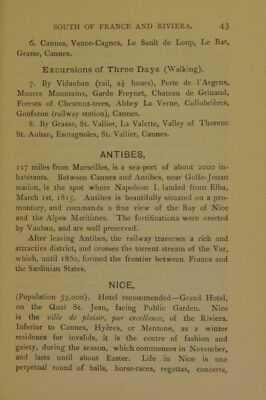 SOUTH OF FRANCE AND RIVIERA. 43
6. Cannes, Vence-Cagnes, Le Sault de Loup, Le Bar,
Grasse, Cannes.
Excursions of Three Days (Walking).
7. By Vidauban (rail, 2½ hours), Perte de l'Argens,
Maures Mountains, Garde Freynet, Chateau de Grinaud,
Forests of Chestnut-trees, Abbey La Verne, Collobrières,
Gonfaron (railway station), Cannes.
8. By Grasse, St. Vallier, La Valette, Valley of Thorenc
St. Auban, Escragnoles, St. Vallier, Cannes.
ANTIBES,
127 miles from Marseilles, is a sea-port of about 2000 in-
habitants. Between Cannes and Antibes, near Golfe-Jouan
station, is the spot where Napoleon I. landed from Elba,
March 1st, 1815. Antibes is beautifully situated on a pro-
montory, and commands a fine view of the Bay of Nice
and the Alpes Maritimes. The fortifications were erected
by Vauban, and are well preserved.
After leaving Antibes, the railway traverses a rich and
attractive district, and crosses the torrent stream of the Var,
which, until 1860, formed the frontier between France and
the Sardinian States.
NICE,
(Population 53,000). Hotel recommended—Grand Hotel,
on the Quai St. Jean, facing Public Garden. Nice
is the ville de plaisir, par excellence, of the Riviera.
Inferior to Cannes, Hyères, or Mentone, as a winter
residence for invalids, it is the centre of fashion and
gaiety, during the season, which commences in November,
and lasts until about Easter. Life in Nice is one
perpetual round of balls, horse-races, regattas, concerts,